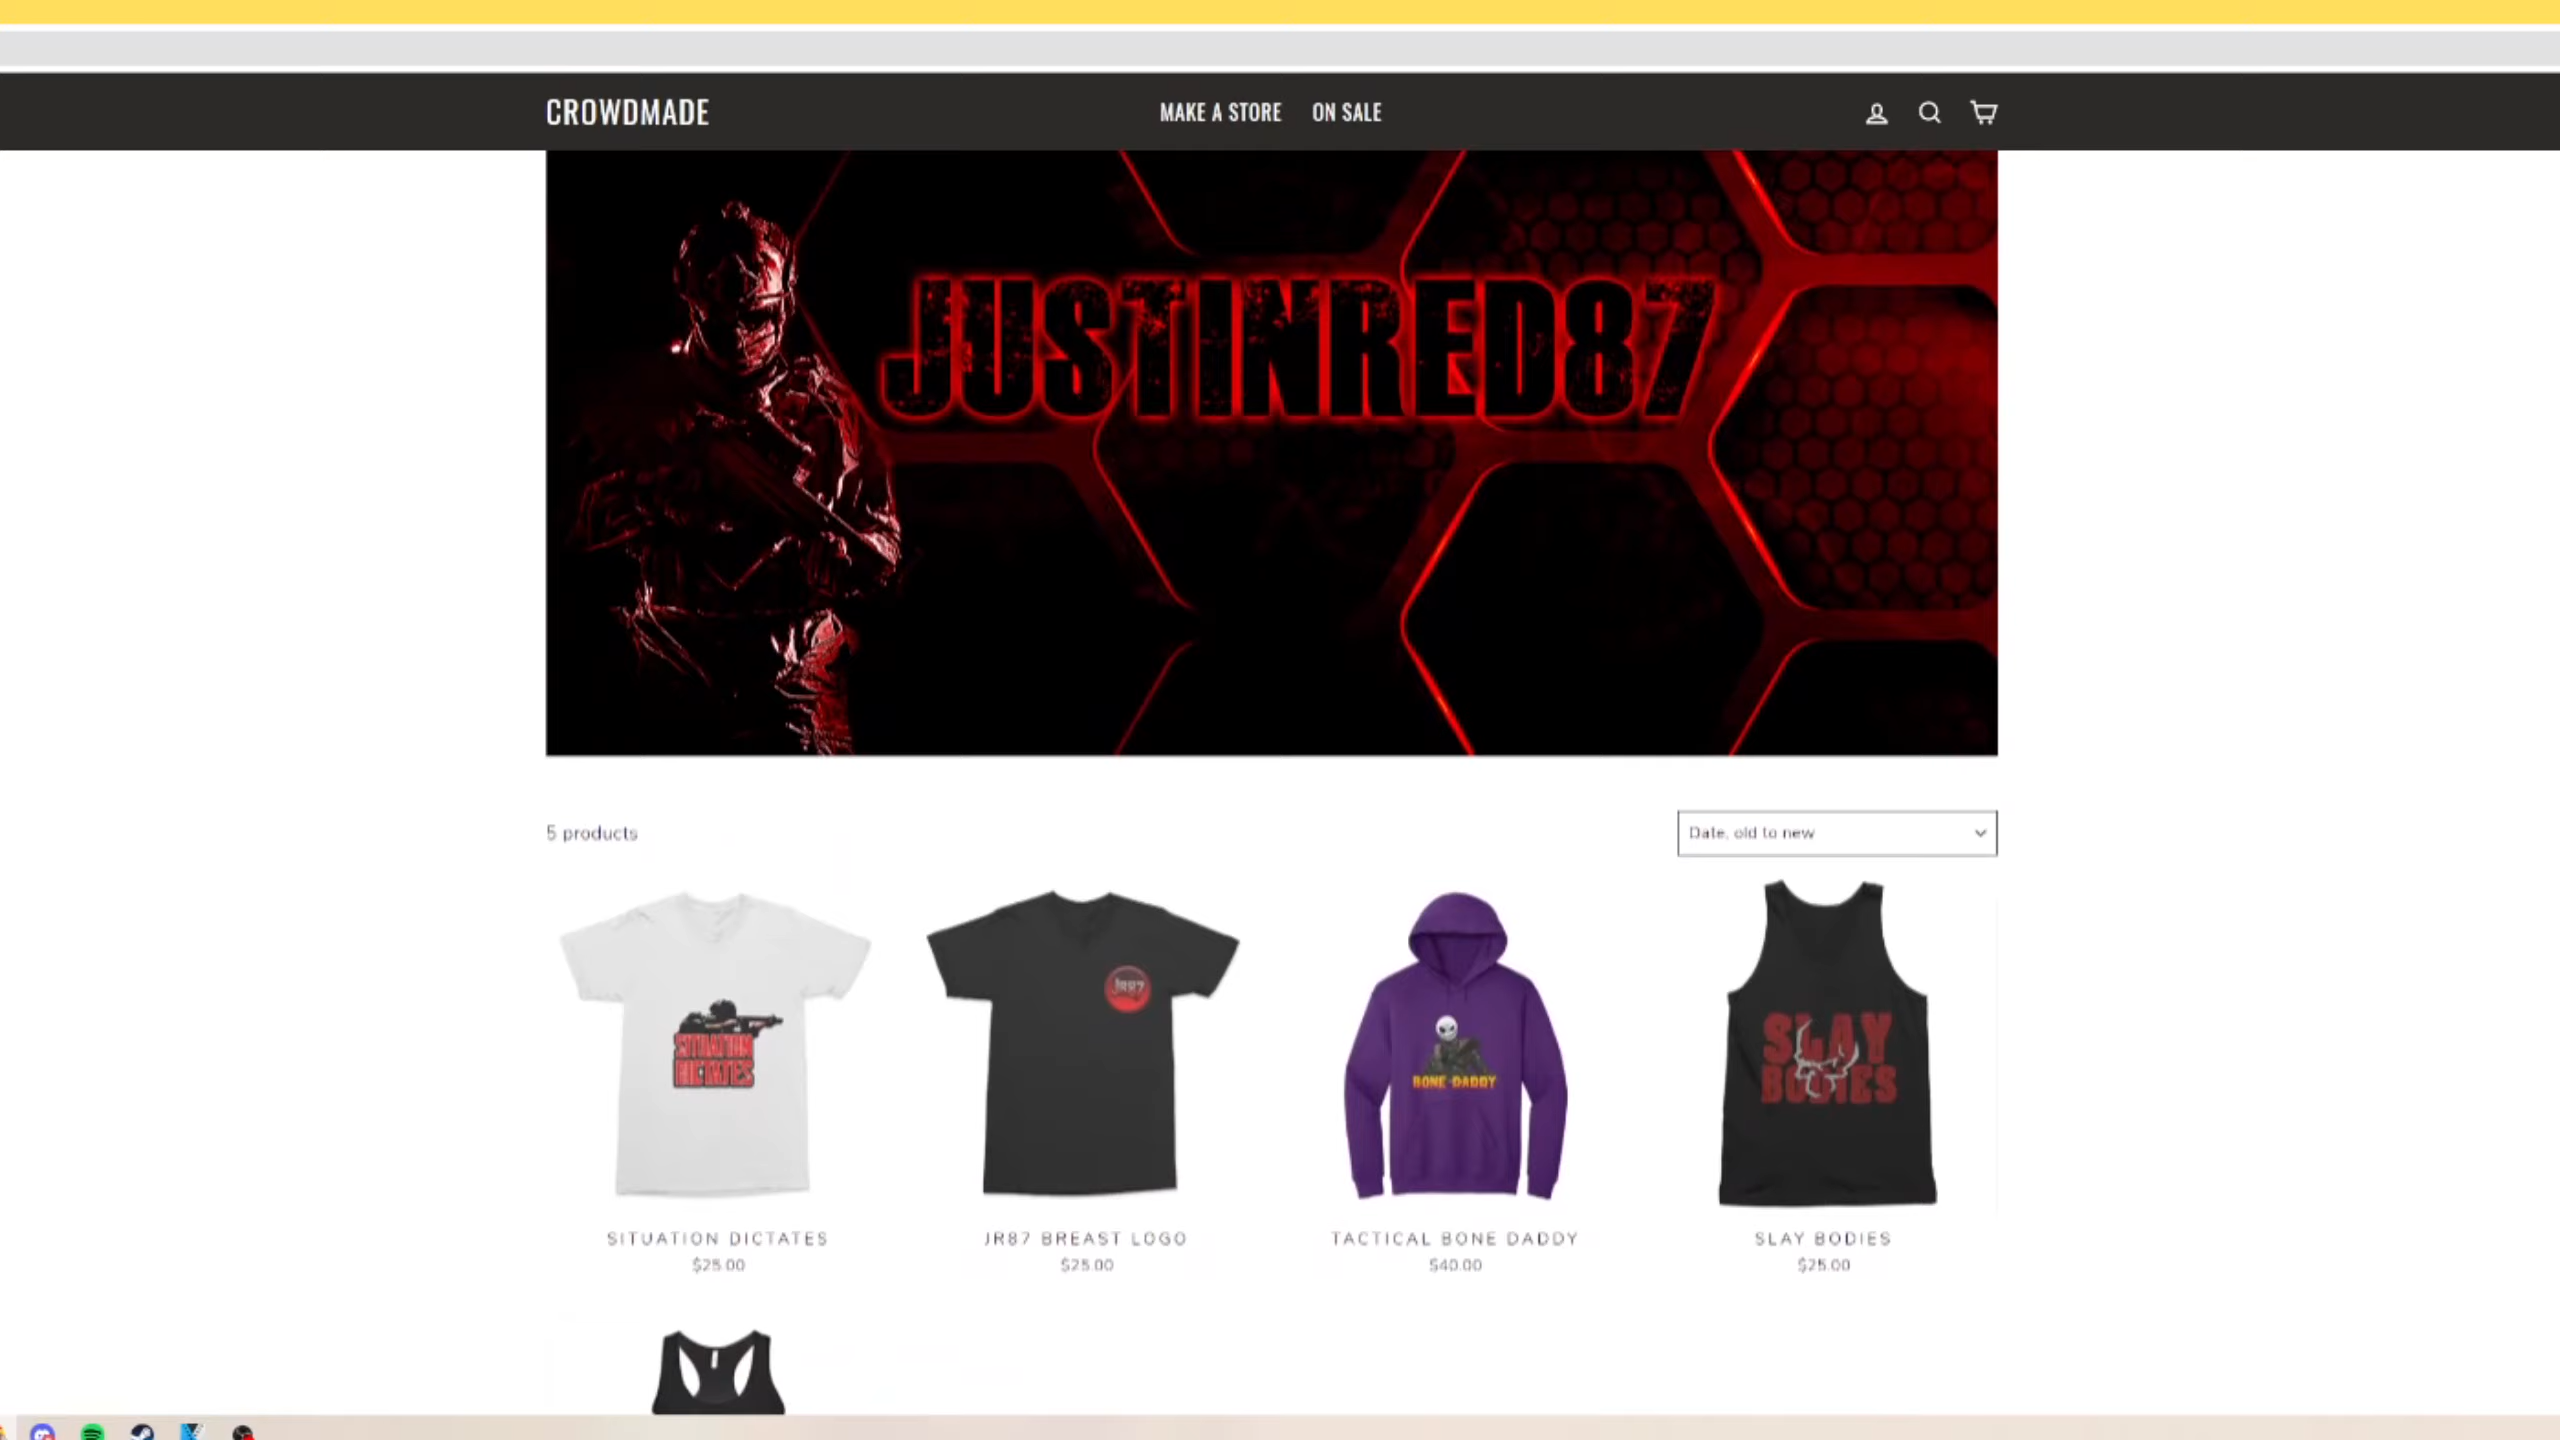 CROWDMADE
MAKE A STORE ON SALE
JUSTINRED87
5 products
Date, old to new
SITUATION DICTATES
JR87
BONE DADDY
SLAY BODIES
SITUATION DICTATES
$25.00
JR87 BREAST LOGO
$25.00
TACTICAL BONE DADDY
$40.00
SLAY BODIES
$25.00